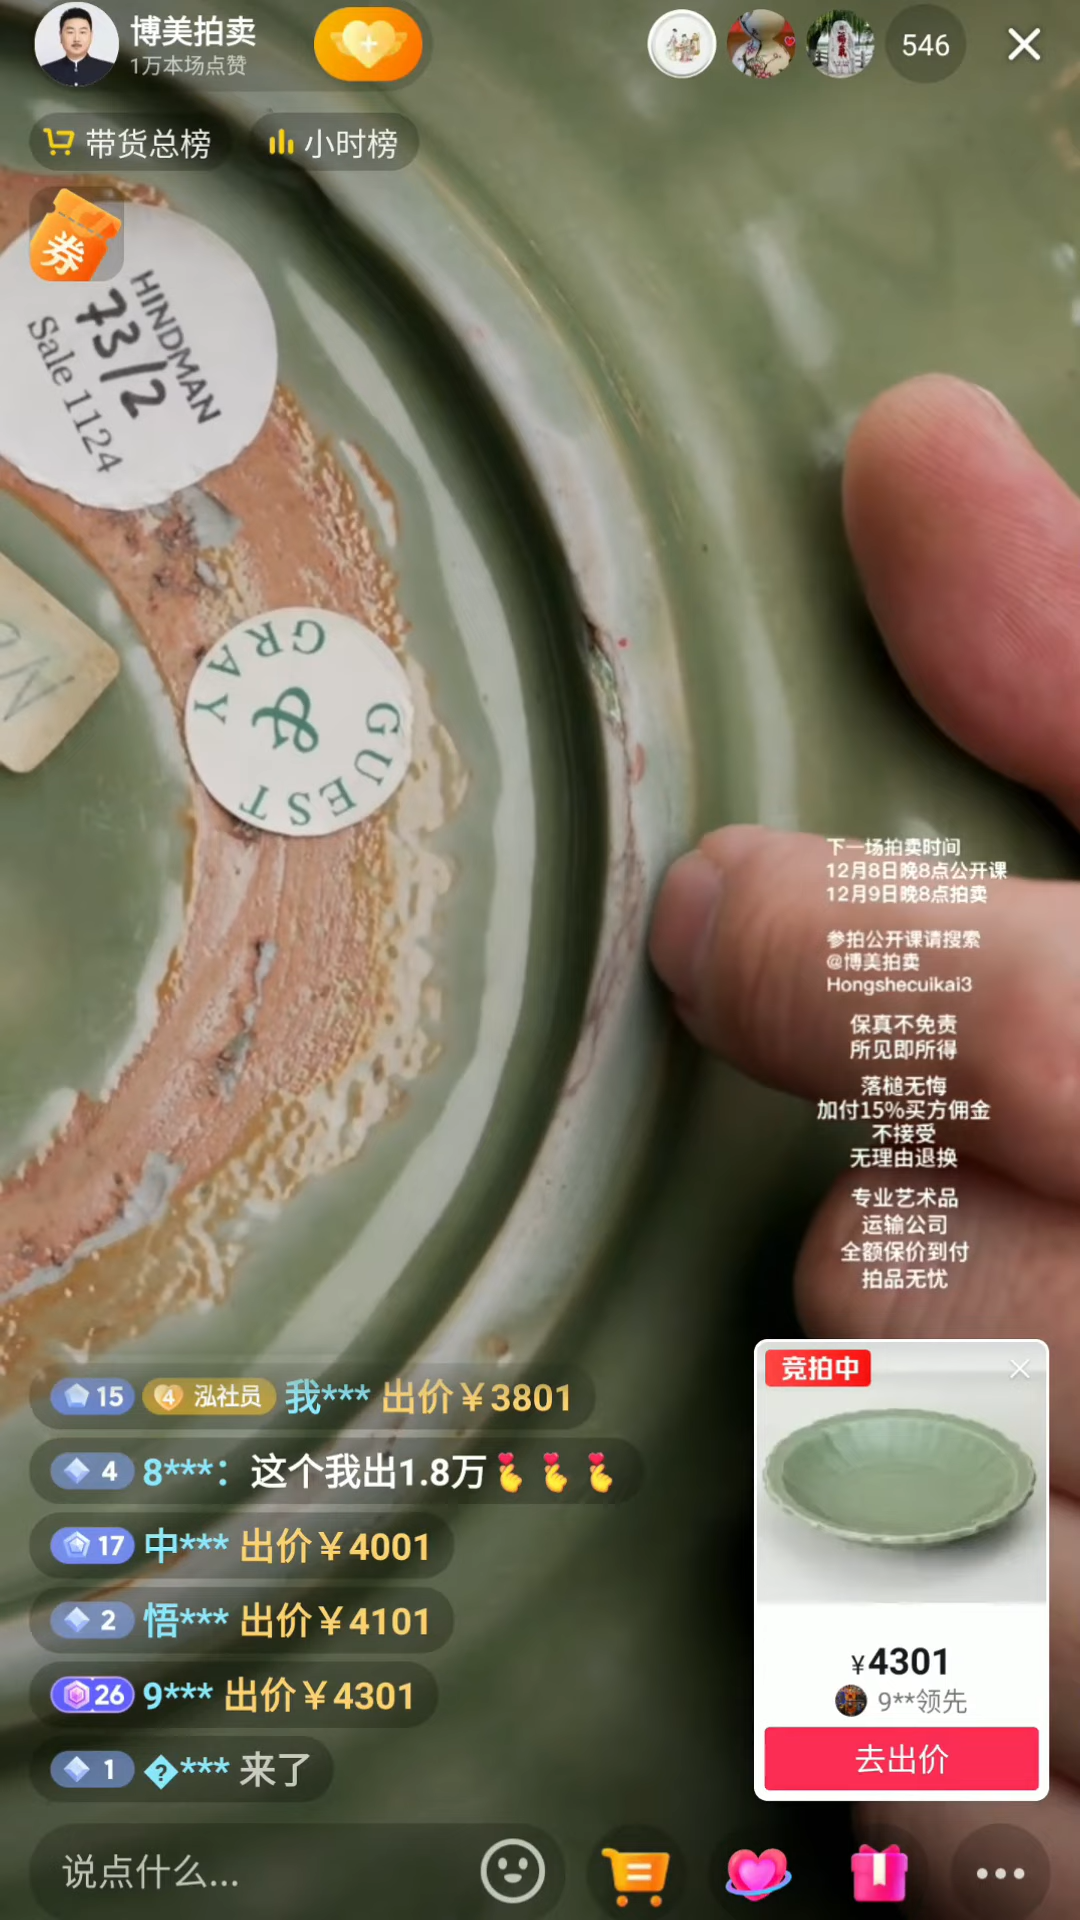 博美拍卖
1万本场点赞
546
带货总榜
小时榜
券
HINDMAN
73/2
Sale 1124
GRAY
&
GUEST
下一场拍卖时间
12月8日晚8点公开课
12月9日晚8点拍卖
参拍公开课请搜索
@博美拍卖
Hongshecuikai3
保真不免责
所见即所得
落槌无悔
加付15%买方佣金
不接受
无理由退换
专业艺术品
运输公司
全额保价到付
拍品无忧
15 4 泓社员 我*** 出价¥3801
4 8***：这个我出1.8万
17 中*** 出价¥4001
2 悟*** 出价¥4101
26 9*** 出价¥4301
1 �*** 来了
竞拍中
¥4301
9**领先
去出价
说点什么...